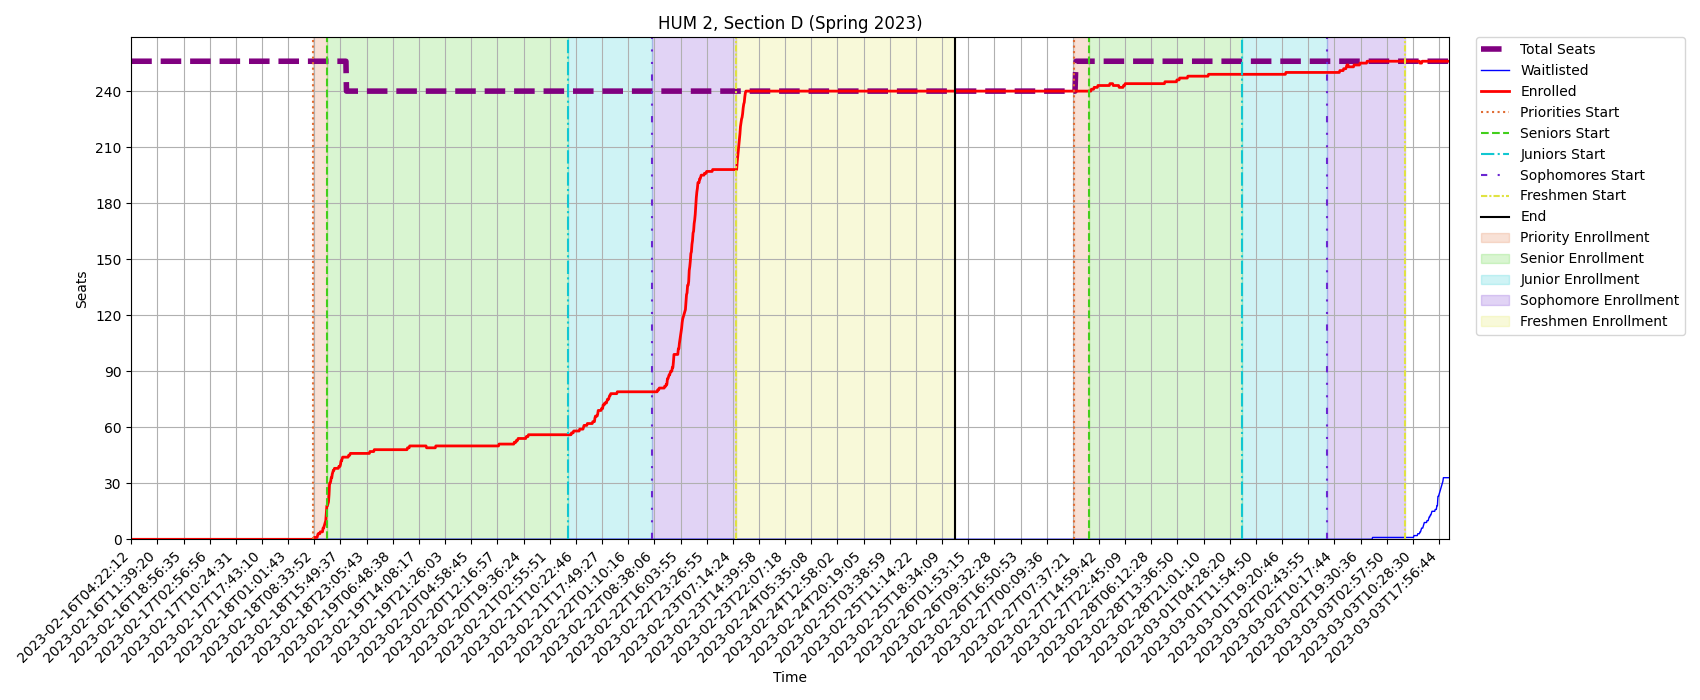 HUM 2, Section D (Spring 2023)
Total Seats
Waitlisted
Enrolled
Priorities Start
Seniors Start
Juniors Start
Sophomores Start
Freshmen Start
End
Priority Enrollment
Senior Enrollment
Junior Enrollment
Sophomore Enrollment
Freshmen Enrollment
Seats
240
210
180
150
120
90
60
30
0
2023-02-16T04:22:12
2023-02-16T11:39:20
2023-02-16T18:56:35
2023-02-17T02:56:56
2023-02-17T10:24:31
2023-02-17T17:43:10
2023-02-18T01:01:43
2023-02-18T08:33:52
2023-02-18T15:49:37
2023-02-18T23:05:43
2023-02-19T06:48:38
2023-02-19T14:08:17
2023-02-19T21:26:03
2023-02-20T04:58:45
2023-02-20T12:16:57
2023-02-20T19:36:24
2023-02-21T02:55:51
2023-02-21T10:22:46
2023-02-21T17:49:27
2023-02-22T01:10:16
2023-02-22T08:38:06
2023-02-22T16:03:55
2023-02-22T23:26:55
2023-02-23T07:14:24
2023-02-23T14:39:58
2023-02-23T22:07:18
2023-02-24T05:35:08
2023-02-24T12:58:02
2023-02-24T20:19:05
2023-02-25T03:38:59
2023-02-25T11:14:22
2023-02-25T18:34:09
2023-02-26T01:53:15
2023-02-26T09:32:28
2023-02-26T16:50:53
2023-02-27T00:09:36
2023-02-27T07:37:21
2023-02-27T14:59:42
2023-02-27T22:45:09
2023-02-28T06:12:28
2023-02-28T13:36:50
2023-02-28T21:01:10
2023-03-01T04:28:20
2023-03-01T11:54:50
2023-03-01T19:20:46
2023-03-02T02:43:55
2023-03-02T10:17:44
2023-03-02T19:30:36
2023-03-03T02:57:50
2023-03-03T10:28:30
2023-03-03T17:56:44
Time